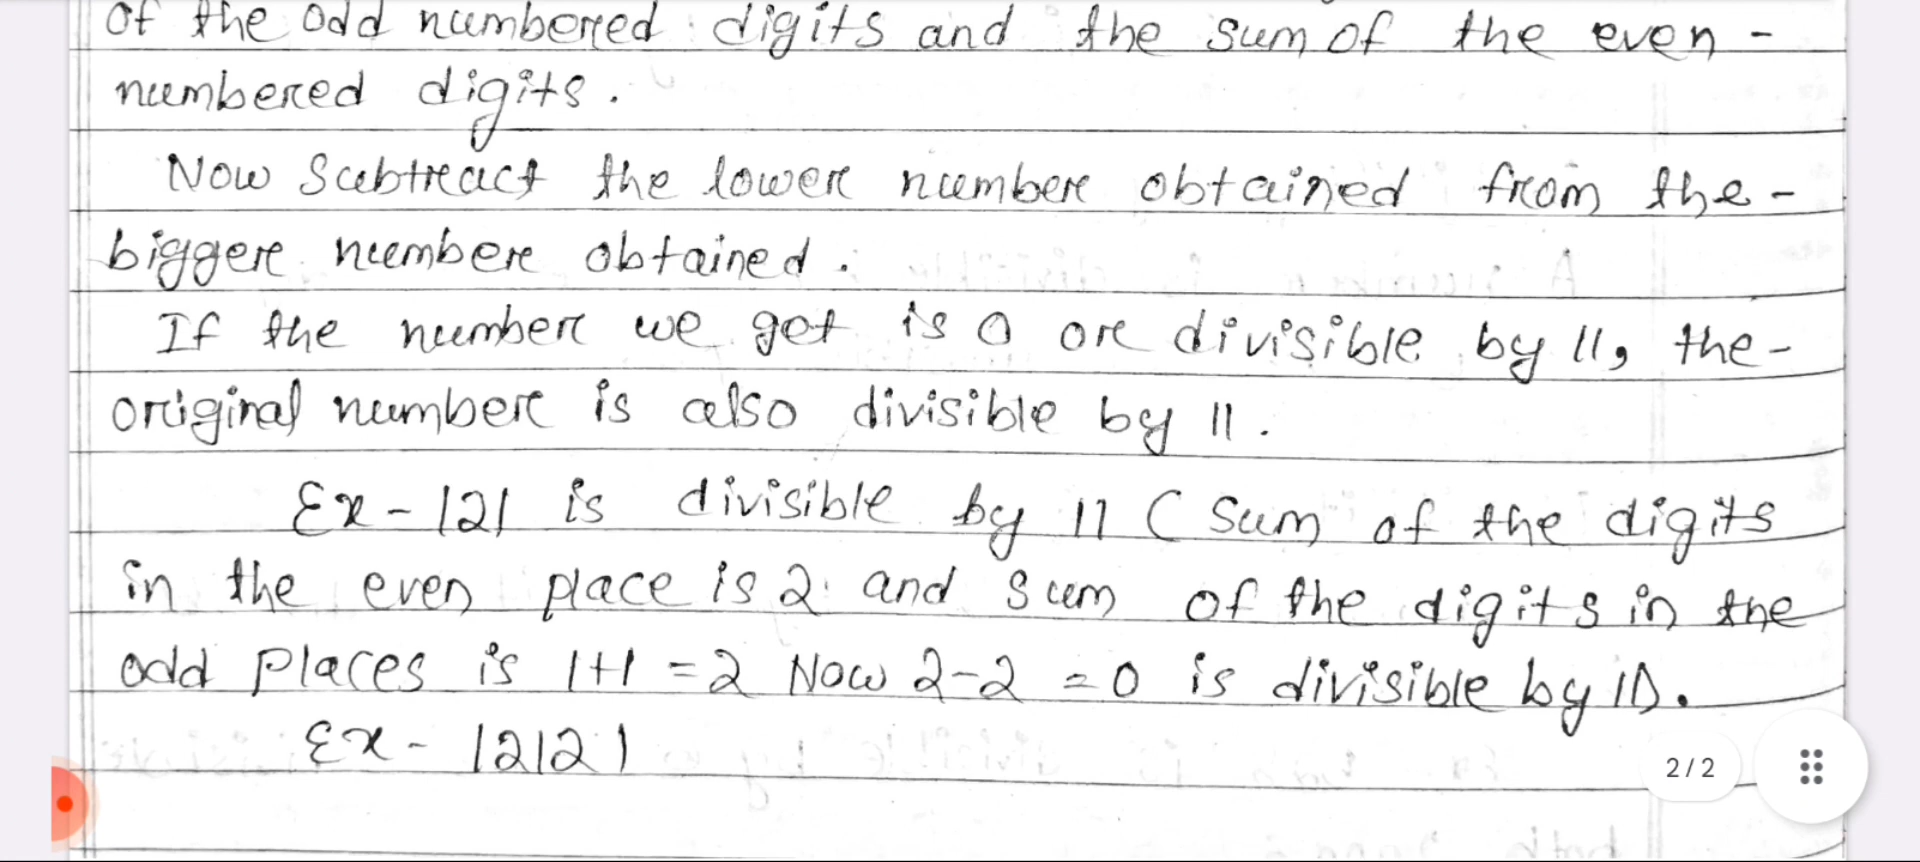 of the odd numbered digits and the sum of the even -
numbered digits.
Now Subtract the lower number obtained from the -
bigger number obtained.
If the number we get is 0 or divisible by 11, the -
original number is also divisible by 11.
Ex - 121 is divisible by 11 ( Sum of the digits
in the even place is 2 and sum of the digits in the
odd places is 1+1 = 2 Now 2-2 = 0 is divisible by 11).
Ex - 12121
2/2